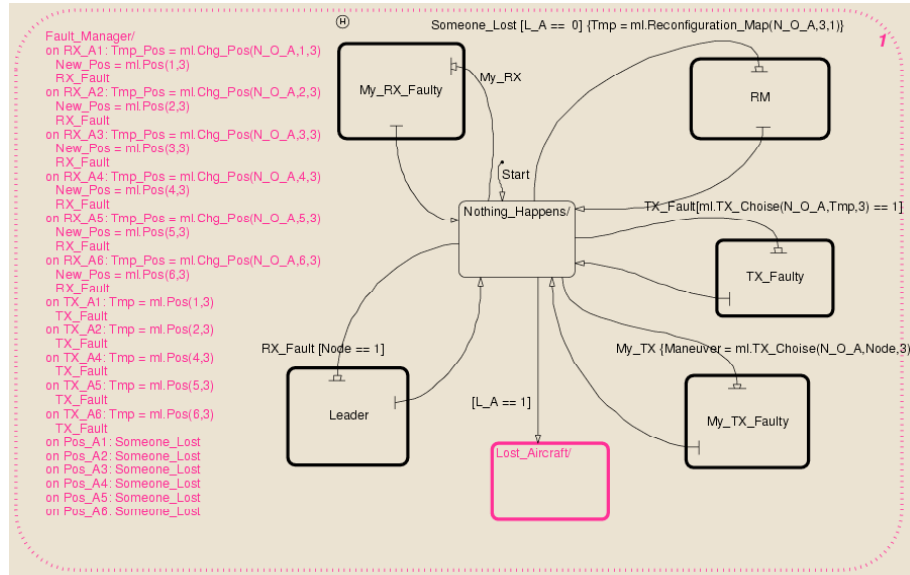 H
Someone_Lost [L_A == 0] {Tmp = ml.Reconfiguration_Map(N_O_A,3,1)}
1
Fault_Manager/
on RX_A1: Tmp_Pos = ml.Chg_Pos(N_O_A,1,3)
New_Pos = ml.Pos(1,3)
RX_Fault
on RX_A2: Tmp_Pos = ml.Chg_Pos(N_O_A,2,3)
New_Pos = ml.Pos(2,3)
RX_Fault
on RX_A3: Tmp_Pos = ml.Chg_Pos(N_O_A,3,3)
New_Pos = ml.Pos(3,3)
RX_Fault
on RX_A4: Tmp_Pos = ml.Chg_Pos(N_O_A,4,3)
New_Pos = ml.Pos(4,3)
RX_Fault
on RX_A5: Tmp_Pos = ml.Chg_Pos(N_O_A,5,3)
New_Pos = ml.Pos(5,3)
RX_Fault
on RX_A6: Tmp_Pos = ml.Chg_Pos(N_O_A,6,3)
New_Pos = ml.Pos(6,3)
RX_Fault
on TX_A1: Tmp = ml.Pos(1,3)
TX_Fault
on TX_A2: Tmp = ml.Pos(2,3)
TX_Fault
on TX_A4: Tmp = ml.Pos(4,3)
TX_Fault
on TX_A5: Tmp = ml.Pos(5,3)
TX_Fault
on TX_A6: Tmp = ml.Pos(6,3)
TX_Fault
on Pos_A1: Someone_Lost
on Pos_A2: Someone_Lost
on Pos_A3: Someone_Lost
on Pos_A4: Someone_Lost
on Pos_A5: Someone_Lost
on Pos_A6: Someone_Lost
My_RX_Faulty
My_RX
RM
Start
Nothing_Happens/
TX_Fault[ml.TX_Choise(N_O_A,Tmp,3) == 1]
TX_Faulty
RX_Fault [Node == 1]
My_TX {Maneuver = ml.TX_Choise(N_O_A,Node,3)
Leader
[L_A == 1]
My_TX_Faulty
Lost_Aircraft/